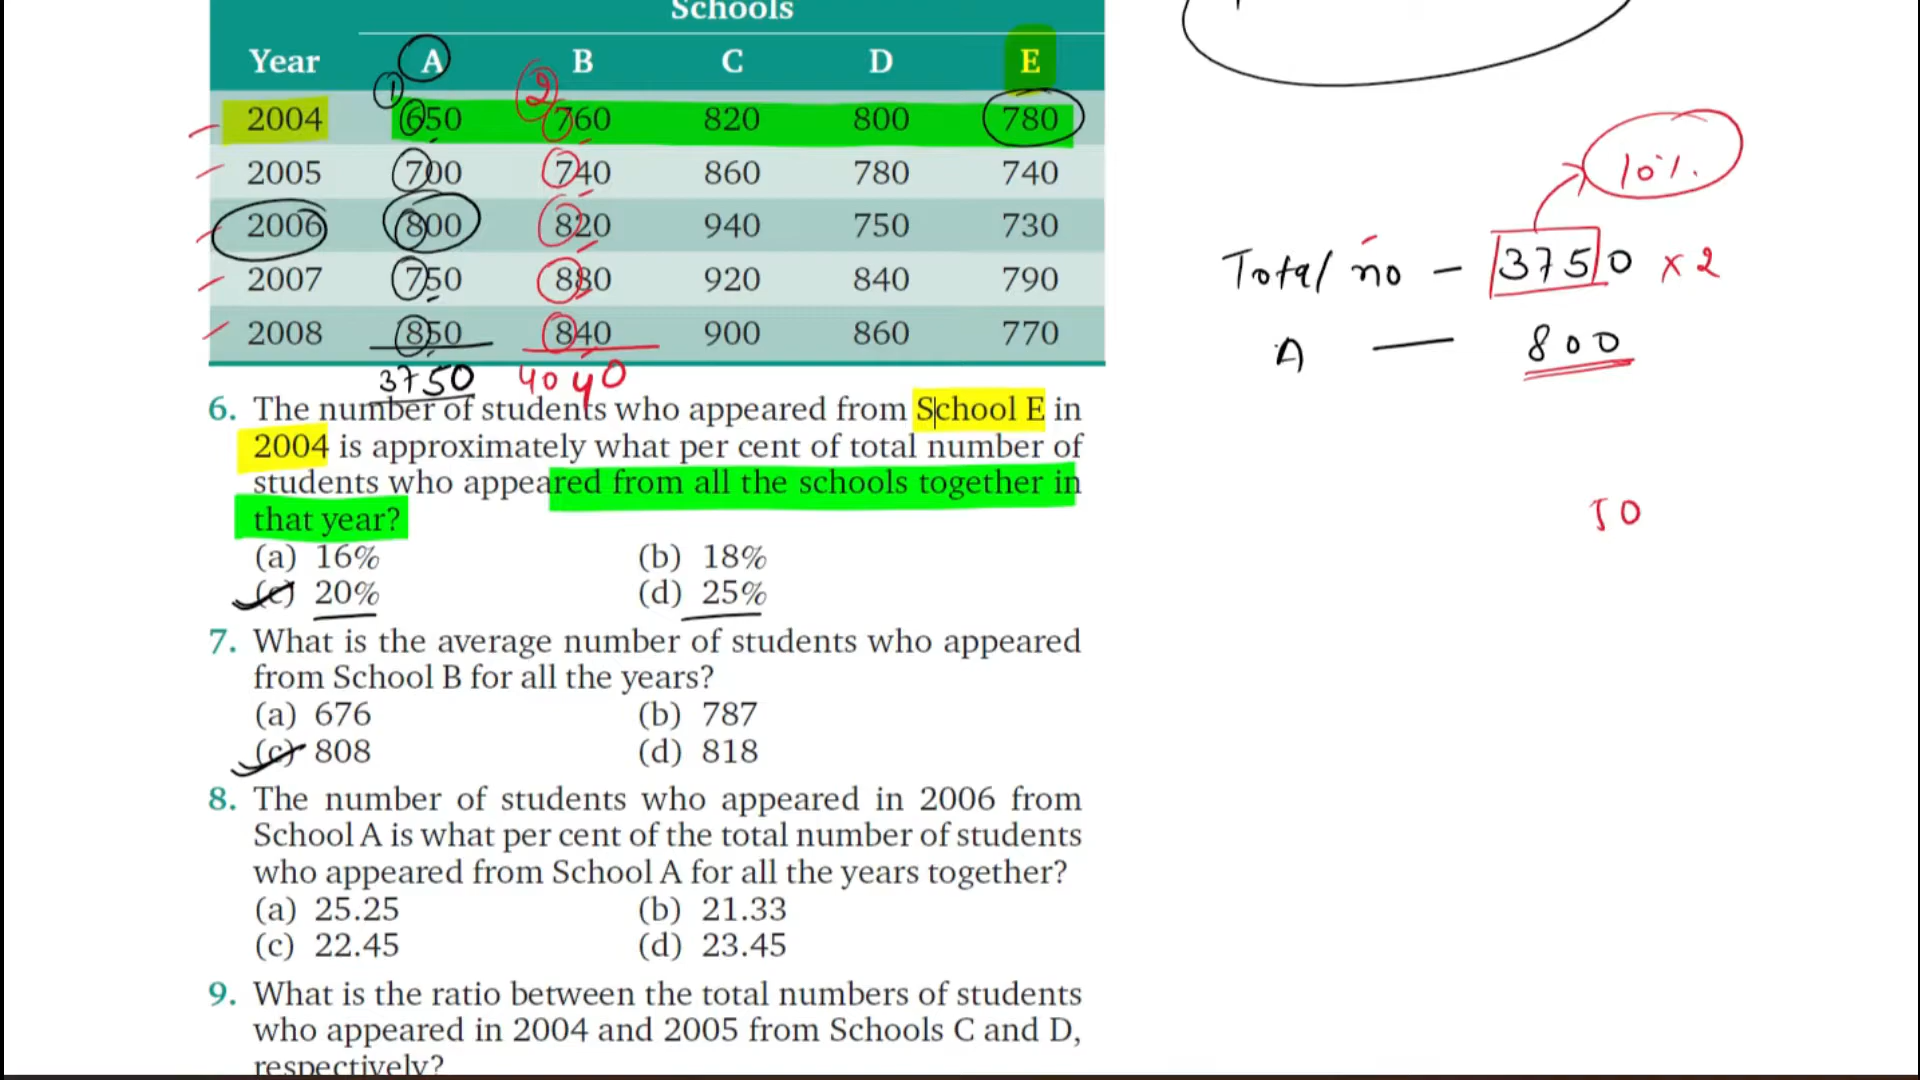 Schools
Year A B C D E
① 2
2004 650 760 820 800 780
2005 700 740 860 780 740
2006 800 820 940 750 730
2007 750 880 920 840 790
2008 850 840 900 860 770
3750 4040
6. The number of students who appeared from School E in
2004 is approximately what per cent of total number of
students who appeared from all the schools together in
that year?
(a) 16% (b) 18%
(c) 20% (d) 25%
7. What is the average number of students who appeared
from School B for all the years?
(a) 676 (b) 787
(c) 808 (d) 818
8. The number of students who appeared in 2006 from
School A is what per cent of the total number of students
who appeared from School A for all the years together?
(a) 25.25 (b) 21.33
(c) 22.45 (d) 23.45
9. What is the ratio between the total numbers of students
who appeared in 2004 and 2005 from Schools C and D,
respectively?
10%.
Total no - 3750 x 2
A — 800
50